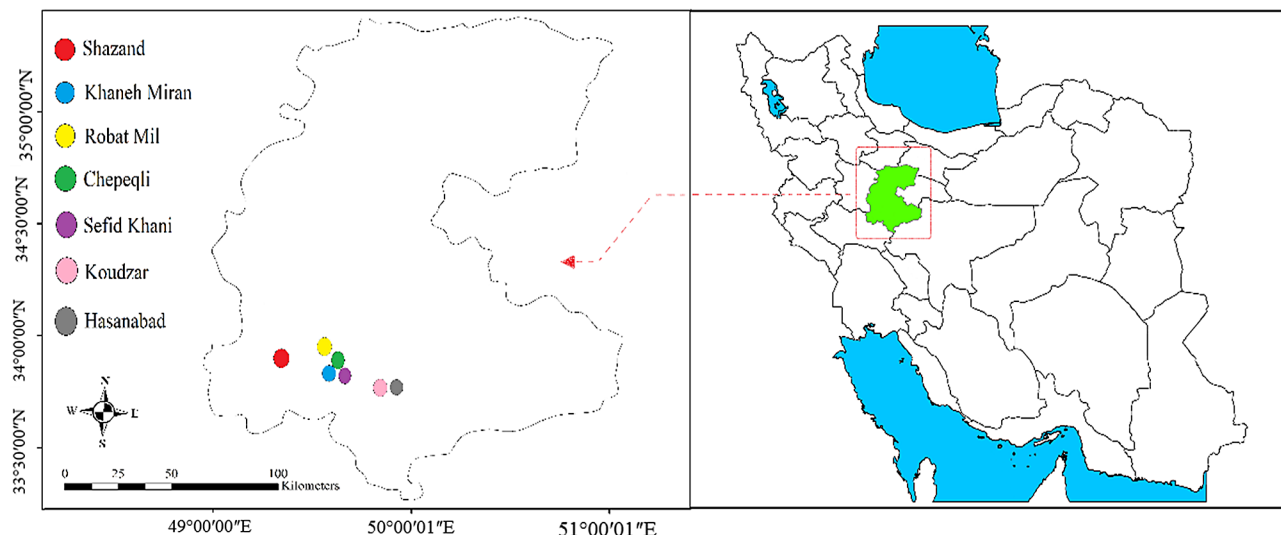 Shazand
Khaneh Miran
Robat Mil
Chepeqli
Sefid Khani
Koudzar
Hasanabad
35°00′00″N
34°30′00″N
34°00′00″N
33°30′00″N
N
W
E
S
0 25 50 100
Kilometers
49°00′00″E
50°00′01″E
51°00′01″E